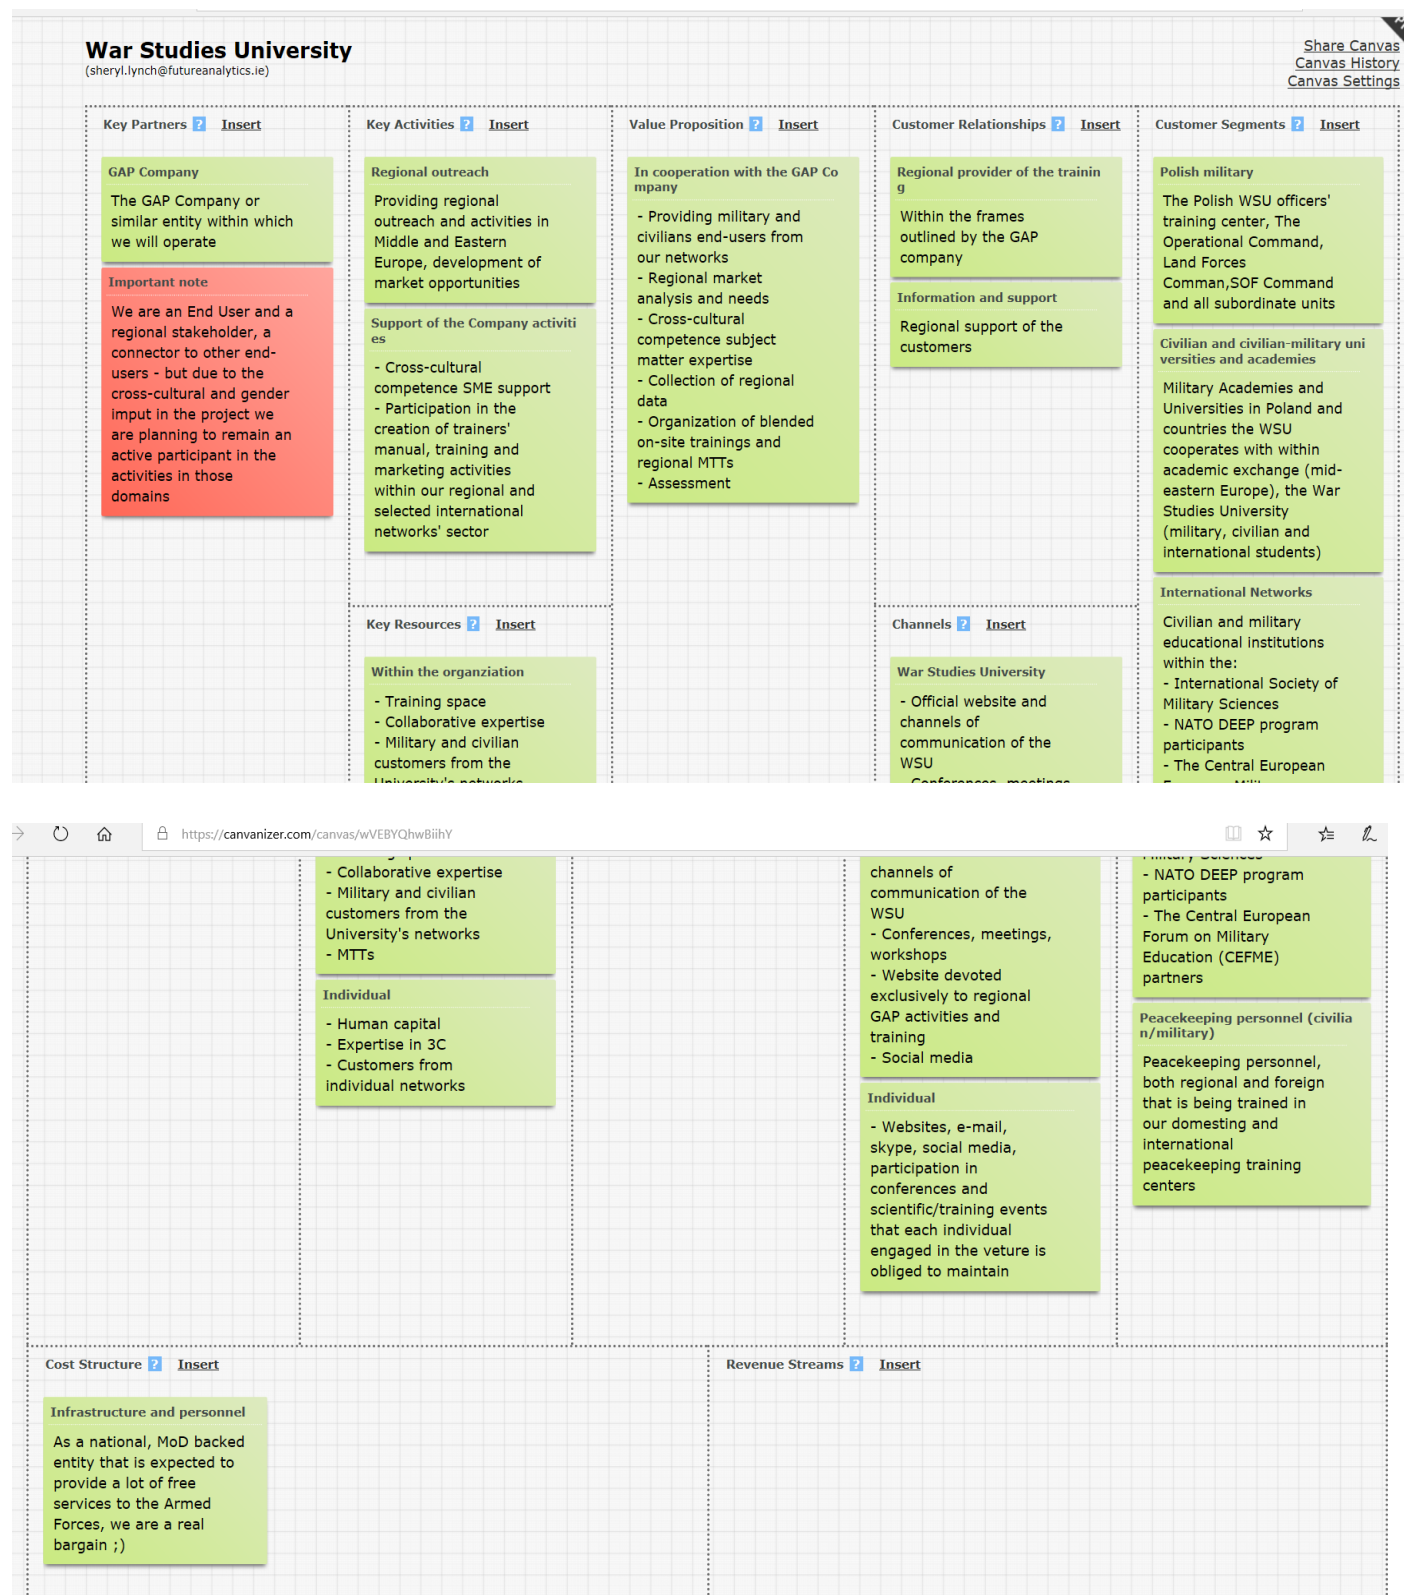 War Studies University
(sheryl.lynch@futureanalytics.ie)
Share Canvas
Canvas History
Canvas Settings
Key Partners ? Insert
GAP Company
The GAP Company or
similar entity within which
we will operate
Important note
We are an End User and a
regional stakeholder, a
connector to other end-
users - but due to the
cross-cultural and gender
imput in the project we
are planning to remain an
active participant in the
activities in those
domains
Key Activities ? Insert
Regional outreach
Providing regional
outreach and activities in
Middle and Eastern
Europe, development of
market opportunities
Support of the Company activiti
es
- Cross-cultural
competence SME support
- Participation in the
creation of trainers'
manual, training and
marketing activities
within our regional and
selected international
networks' sector
Key Resources ? Insert
Within the organziation
- Training space
- Collaborative expertise
- Military and civilian
customers from the
University's networks
Value Proposition ? Insert
In cooperation with the GAP Co
mpany
- Providing military and
civilians end-users from
our networks
- Regional market
analysis and needs
- Cross-cultural
competence subject
matter expertise
- Collection of regional
data
- Organization of blended
on-site trainings and
regional MTTs
- Assessment
Customer Relationships ? Insert
Regional provider of the trainin
g
Within the frames
outlined by the GAP
company
Information and support
Regional support of the
customers
Channels ? Insert
War Studies University
- Official website and
channels of
communication of the
WSU
- Conferences, meetings
Customer Segments ? Insert
Polish military
The Polish WSU officers'
training center, The
Operational Command,
Land Forces
Comman,SOF Command
and all subordinate units
Civilian and civilian-military uni
versities and academies
Military Academies and
Universities in Poland and
countries the WSU
cooperates with within
academic exchange (mid-
eastern Europe), the War
Studies University
(military, civilian and
international students)
International Networks
Civilian and military
educational institutions
within the:
- International Society of
Military Sciences
- NATO DEEP program
participants
- The Central European
https://canvanizer.com/canvas/wVEBYQhwBiihY
- Collaborative expertise
- Military and civilian
customers from the
University's networks
- MTTs
Individual
- Human capital
- Expertise in 3C
- Customers from
individual networks
channels of
communication of the
WSU
- Conferences, meetings,
workshops
- Website devoted
exclusively to regional
GAP activities and
training
- Social media
Individual
- Websites, e-mail,
skype, social media,
participation in
conferences and
scientific/training events
that each individual
engaged in the veture is
obliged to maintain
Military Sciences
- NATO DEEP program
participants
- The Central European
Forum on Military
Education (CEFME)
partners
Peacekeeping personnel (civilia
n/military)
Peacekeeping personnel,
both regional and foreign
that is being trained in
our domesting and
international
peacekeeping training
centers
Cost Structure ? Insert
Infrastructure and personnel
As a national, MoD backed
entity that is expected to
provide a lot of free
services to the Armed
Forces, we are a real
bargain ;)
Revenue Streams ? Insert